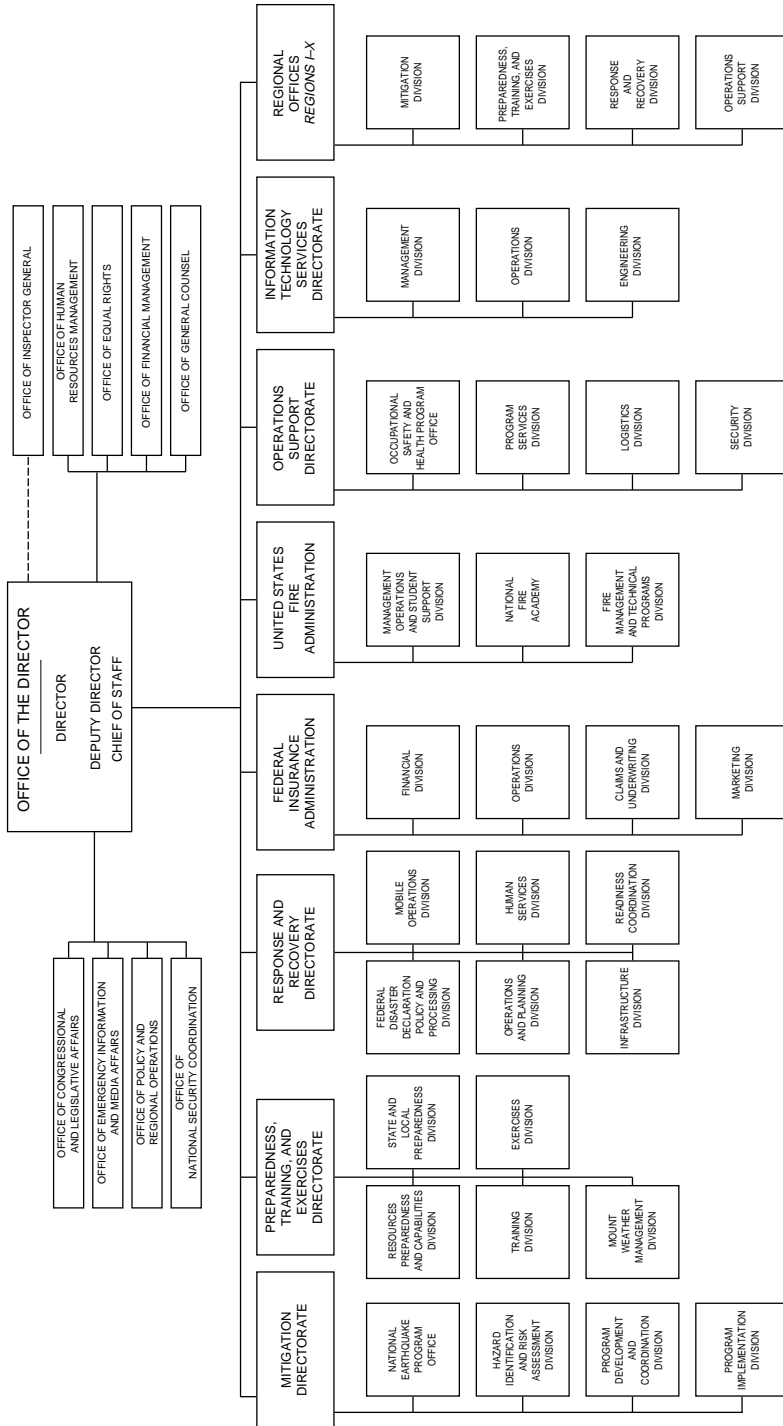 OFFICE OF THE DIRECTOR
DIRECTOR
DEPUTY DIRECTOR
CHIEF OF STAFF
OFFICE OF CONGRESSIONAL
AND LEGISLATIVE AFFAIRS
OFFICE OF EMERGENCY INFORMATION
AND MEDIA AFFAIRS
OFFICE OF POLICY AND
REGIONAL OPERATIONS
OFFICE OF
NATIONAL SECURITY COORDINATION
OFFICE OF INSPECTOR GENERAL
OFFICE OF HUMAN
RESOURCES MANAGEMENT
OFFICE OF EQUAL RIGHTS
OFFICE OF FINANCIAL MANAGEMENT
OFFICE OF GENERAL COUNSEL
MITIGATION
DIRECTORATE
NATIONAL
EARTHQUAKE
PROGRAM
OFFICE
HAZARD
IDENTIFICATION
AND RISK
ASSESSMENT
DIVISION
PROGRAM
DEVELOPMENT
AND
COORDINATION
DIVISION
PROGRAM
IMPLEMENTATION
DIVISION
PREPAREDNESS,
TRAINING, AND
EXERCISES
DIRECTORATE
RESOURCES
PREPAREDNESS
AND CAPABILITIES
DIVISION
STATE AND
LOCAL
PREPAREDNESS
DIVISION
TRAINING
DIVISION
EXERCISES
DIVISION
MOUNT
WEATHER
MANAGEMENT
DIVISION
RESPONSE AND
RECOVERY
DIRECTORATE
FEDERAL
DISASTER
DECLARATION
POLICY AND
PROCESSING
DIVISION
MOBILE
OPERATIONS
DIVISION
OPERATIONS
AND PLANNING
DIVISION
HUMAN
SERVICES
DIVISION
INFRASTRUCTURE
DIVISION
READINESS
COORDINATION
DIVISION
FEDERAL
INSURANCE
ADMINISTRATION
FINANCIAL
DIVISION
OPERATIONS
DIVISION
CLAIMS AND
UNDERWRITING
DIVISION
MARKETING
DIVISION
UNITED STATES
FIRE
ADMINISTRATION
MANAGEMENT
OPERATIONS
AND STUDENT
SUPPORT
DIVISION
NATIONAL
FIRE
ACADEMY
FIRE
MANAGEMENT
AND TECHNICAL
PROGRAMS
DIVISION
OPERATIONS
SUPPORT
DIRECTORATE
OCCUPATIONAL
SAFETY AND
HEALTH PROGRAM
OFFICE
PROGRAM
SERVICES
DIVISION
LOGISTICS
DIVISION
SECURITY
DIVISION
INFORMATION
TECHNOLOGY
SERVICES
DIRECTORATE
MANAGEMENT
DIVISION
OPERATIONS
DIVISION
ENGINEERING
DIVISION
REGIONAL
OFFICES
REGIONS I–X
MITIGATION
DIVISION
PREPAREDNESS,
TRAINING, AND
EXERCISES
DIVISION
RESPONSE
AND
RECOVERY
DIVISION
OPERATIONS
SUPPORT
DIVISION